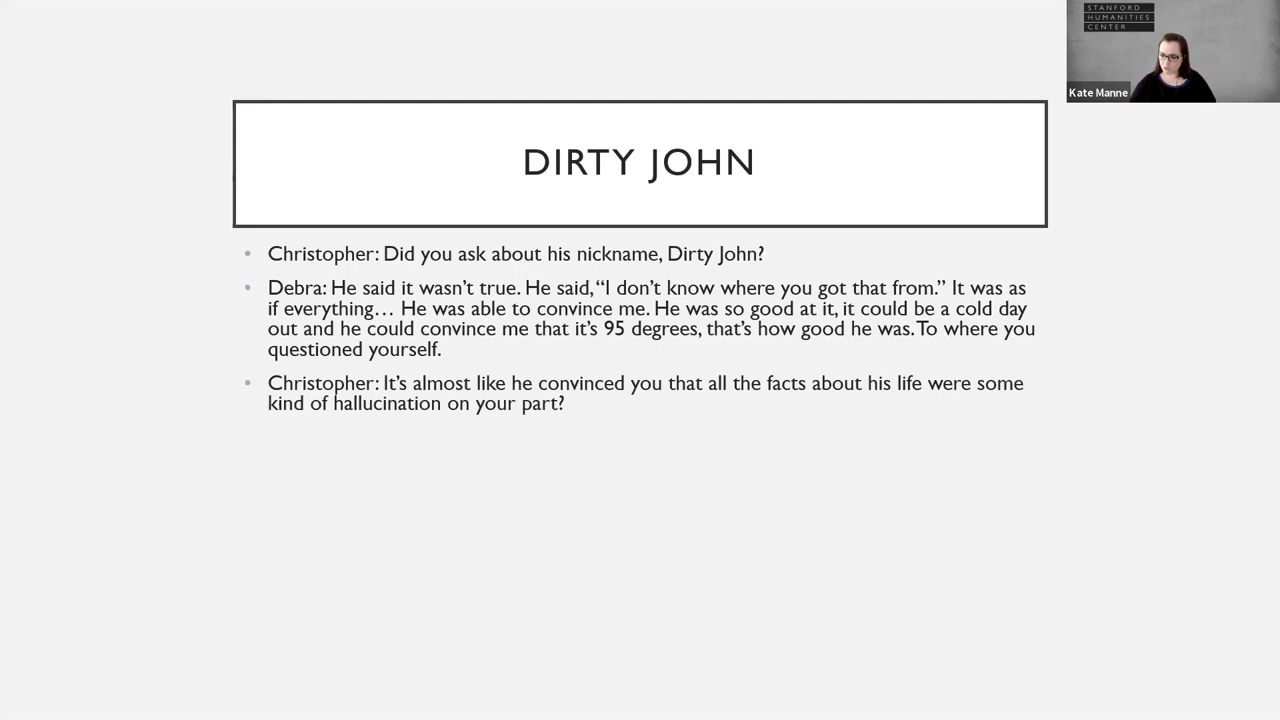 STANFORD
HUMANITIES
CENTER
Kate Manne
DIRTY JOHN
• Christopher: Did you ask about his nickname, Dirty John?
• Debra: He said it wasn’t true. He said, “I don’t know where you got that from.” It was as
if everything… He was able to convince me. He was so good at it, it could be a cold day
out and he could convince me that it’s 95 degrees, that’s how good he was. To where you
questioned yourself.
• Christopher: It’s almost like he convinced you that all the facts about his life were some
kind of hallucination on your part?